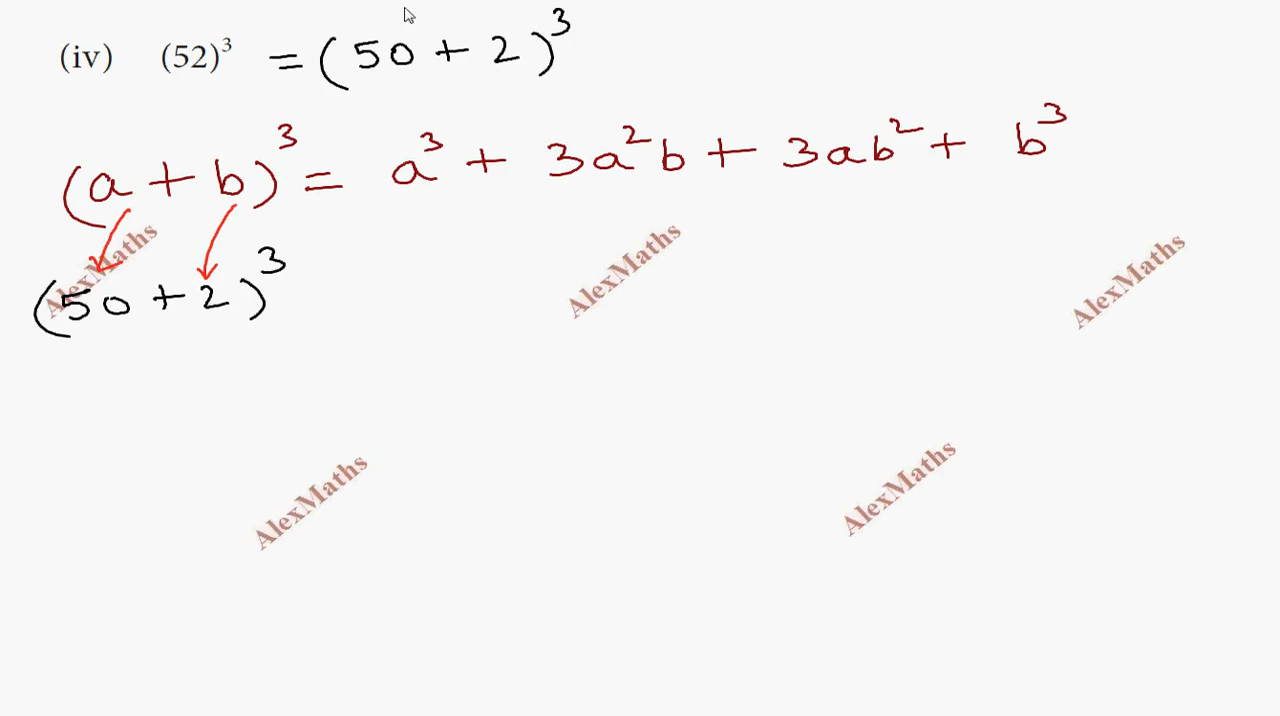 (iv) (52)³ = (50 + 2)³
(a + b)³ = a³ + 3a²b + 3ab² + b³
(50 + 2)³
AlexMaths
AlexMaths
AlexMaths
AlexMaths
AlexMaths